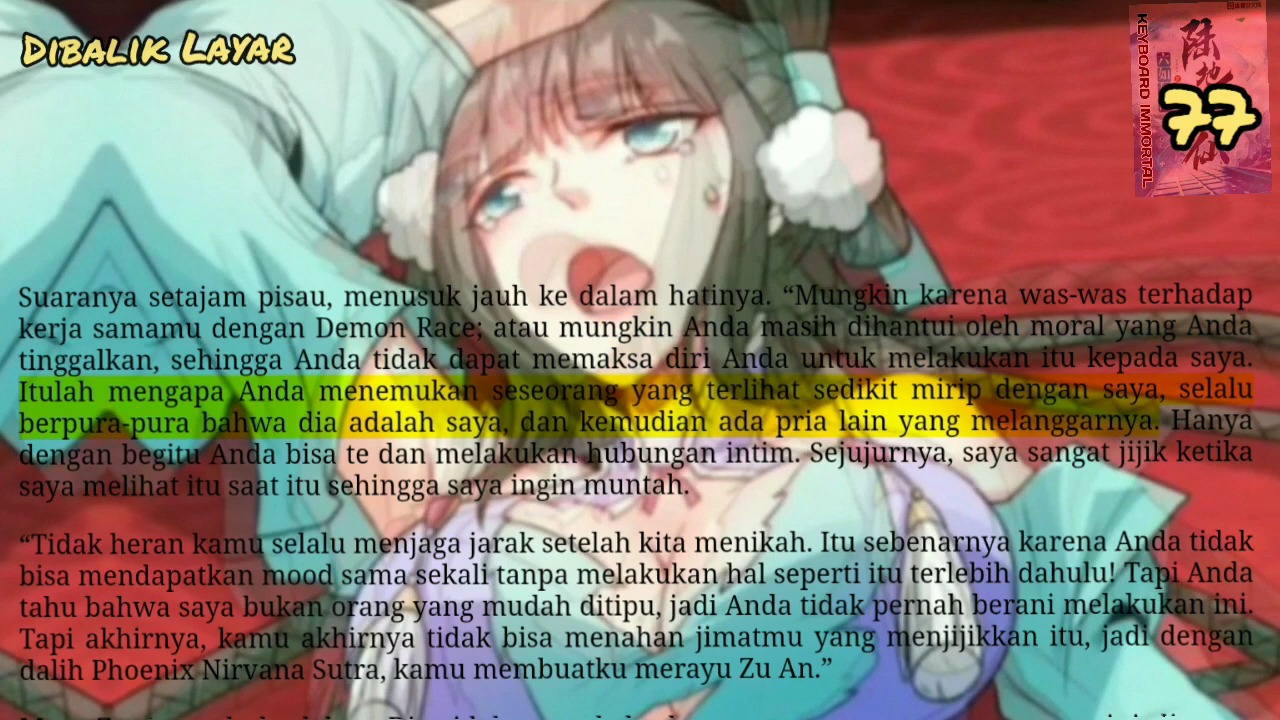 Dibalik Layar
KEYBOARD IMMORTAL
陆地
键仙
77
Suaranya setajam pisau, menusuk jauh ke dalam hatinya. “Mungkin karena was-was terhadap
kerja samamu dengan Demon Race; atau mungkin Anda masih dihantui oleh moral yang Anda
tinggalkan, sehingga Anda tidak dapat memaksa diri Anda untuk melakukan itu kepada saya.
Itulah mengapa Anda menemukan seseorang yang terlihat sedikit mirip dengan saya, selalu
berpura-pura bahwa dia adalah saya, dan kemudian ada pria lain yang melanggarnya. Hanya
dengan begitu Anda bisa te dan melakukan hubungan intim. Sejujurnya, saya sangat jijik ketika
saya melihat itu saat itu sehingga saya ingin muntah.
“Tidak heran kamu selalu menjaga jarak setelah kita menikah. Itu sebenarnya karena Anda tidak
bisa mendapatkan mood sama sekali tanpa melakukan hal seperti itu terlebih dahulu! Tapi Anda
tahu bahwa saya bukan orang yang mudah ditipu, jadi Anda tidak pernah berani melakukan ini.
Tapi akhirnya, kamu akhirnya tidak bisa menahan jimatmu yang menjijikkan itu, jadi dengan
dalih Phoenix Nirvana Sutra, kamu membuatku merayu Zu An.”